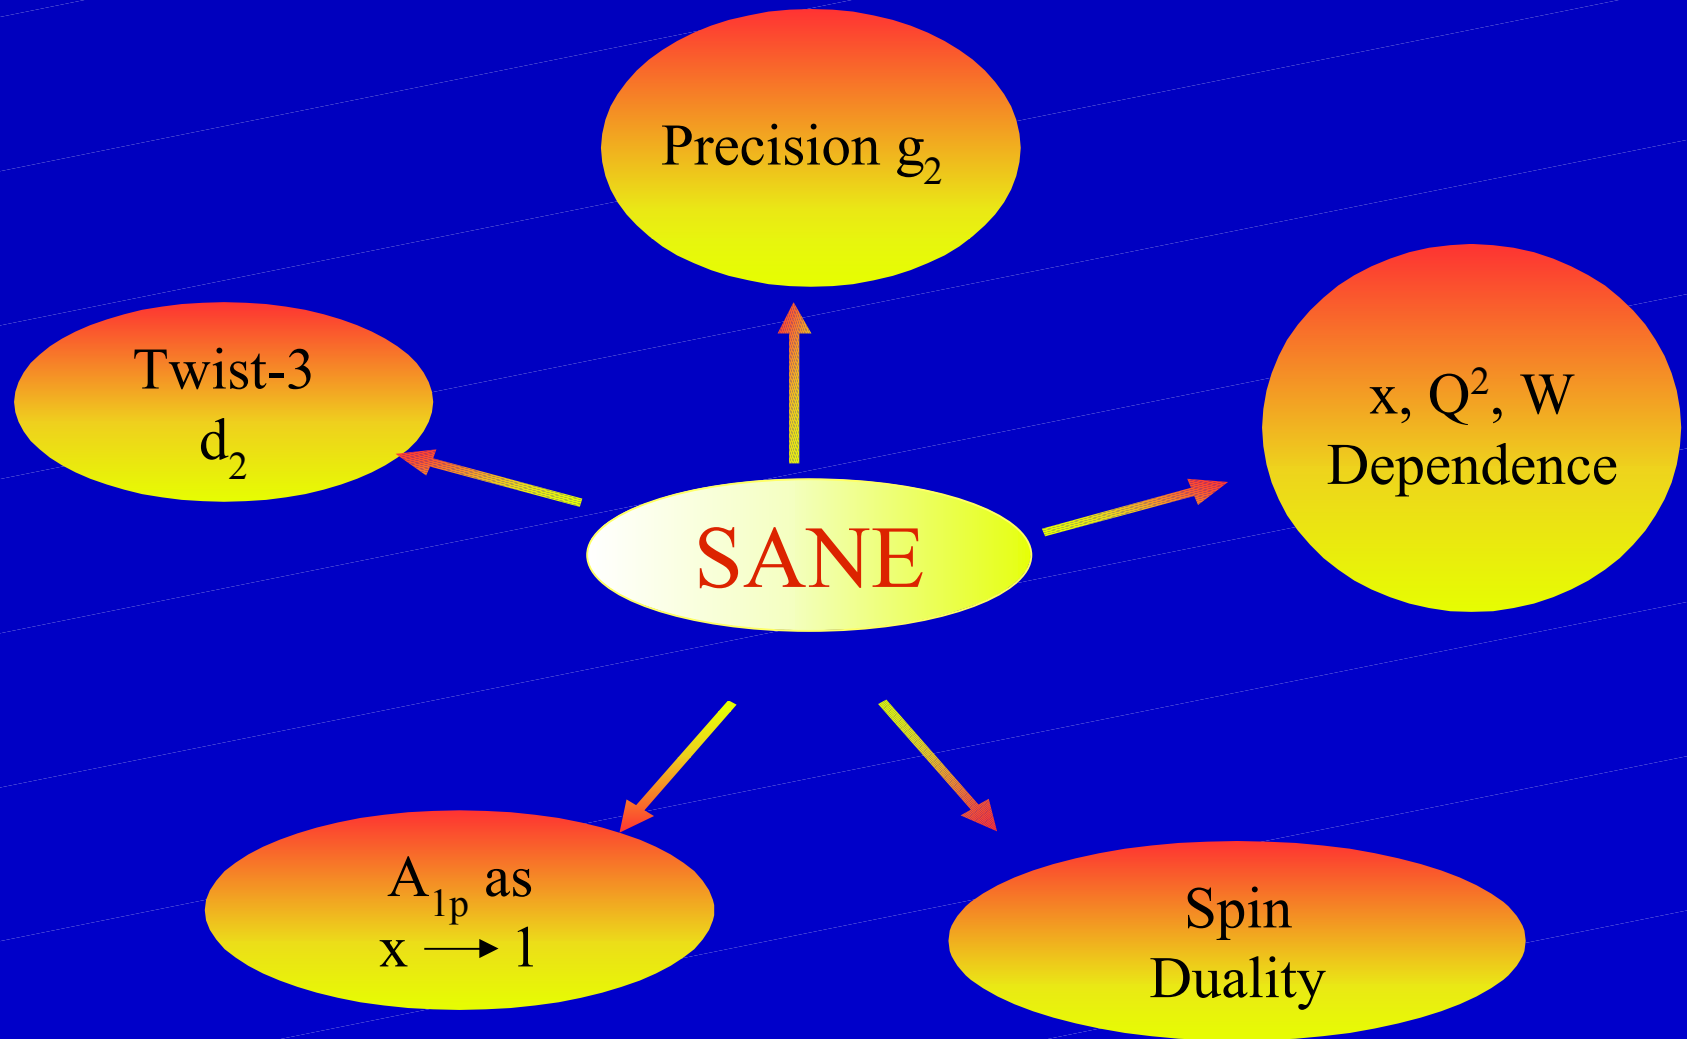 Precision g₂
Twist-3
d₂
x, Q², W
Dependence
SANE
A₁ₚ as
x ⟶ 1
Spin
Duality